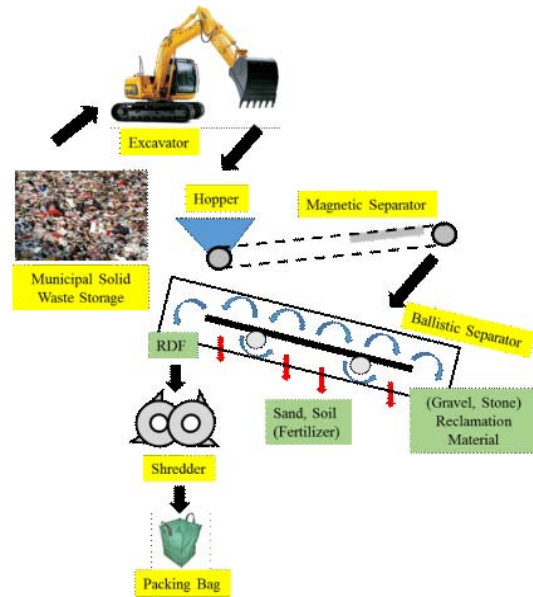 Excavator
Hopper
Magnetic Separator
Municipal Solid
Waste Storage
Ballistic Separator
RDF
Sand, Soil
(Fertilizer)
(Gravel, Stone)
Reclamation
Material
Shredder
Packing Bag